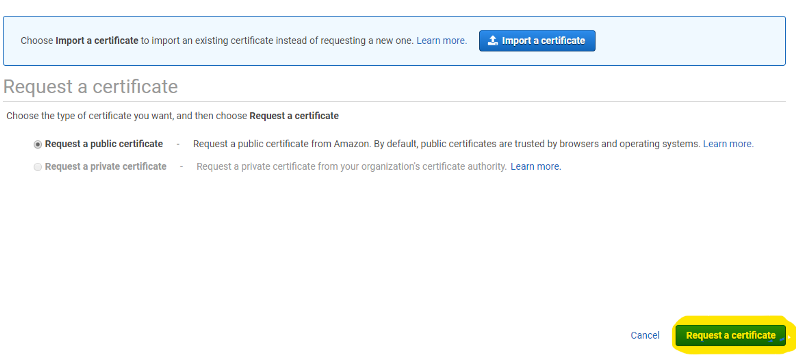 Choose Import a certificate to import an existing certificate instead of requesting a new one. Learn more. Import a certificate
Request a certificate
Choose the type of certificate you want, and then choose Request a certificate
Request a public certificate - Request a public certificate from Amazon. By default, public certificates are trusted by browsers and operating systems. Learn more.
Request a private certificate - Request a private certificate from your organization's certificate authority. Learn more.
Cancel Request a certificate